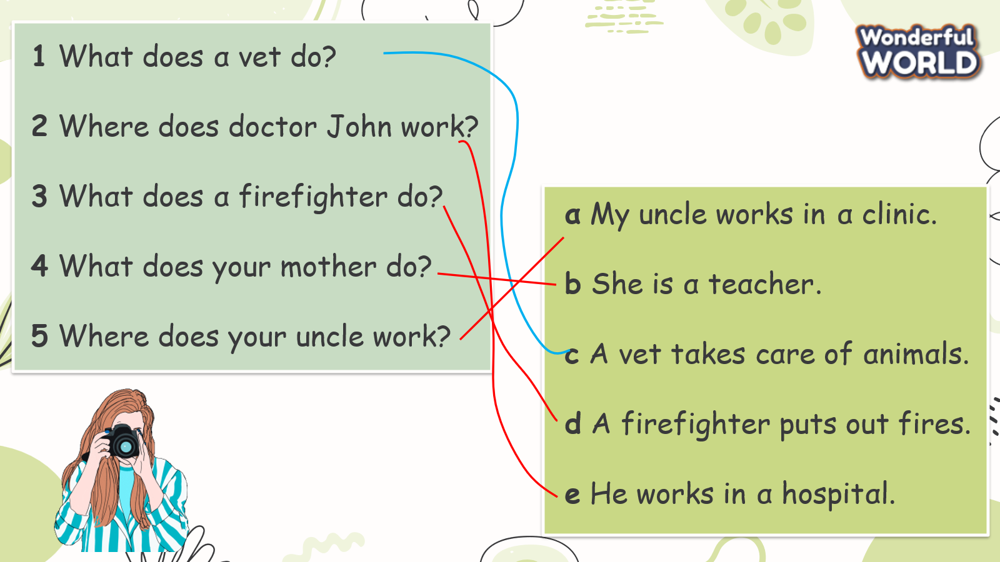 1 What does a vet do?
2 Where does doctor John work?
3 What does a firefighter do?
4 What does your mother do?
5 Where does your uncle work?
Wonderful
WORLD
a My uncle works in a clinic.
b She is a teacher.
c A vet takes care of animals.
d A firefighter puts out fires.
e He works in a hospital.